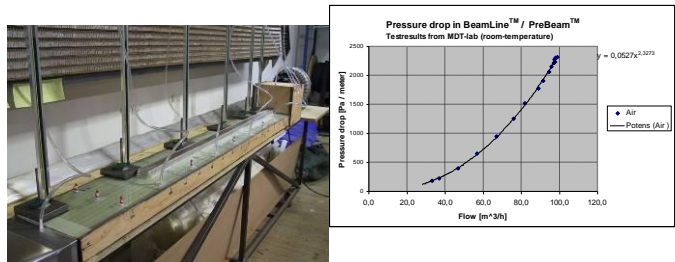 Pressure drop in BeamLine™ / PreBeam™
Testresults from MDT-lab (room-temperature)
y = 0,0527x^2,3273
Pressure drop [Pa / meter]
2500
2000
1500
1000
500
0
0,0 20,0 40,0 60,0 80,0 100,0 120,0
Flow [m^3/h]
Air
Potens (Air)